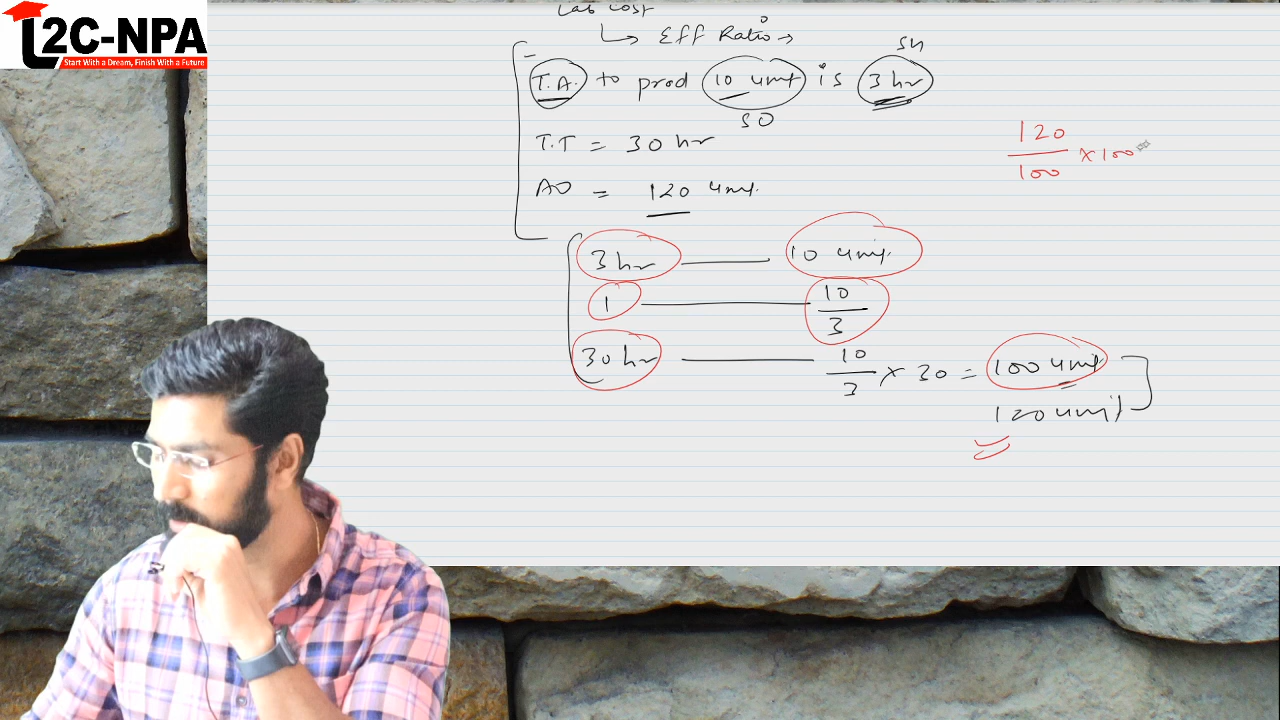 L2C-NPA
Start With a Dream, Finish With a Future
Lab Cost
↳ Eff Ratio →
SH
T.A. to prod 10 unit is 3 hr
SO
T.T = 30 hr
AO = 120 unit.
120/100 × 100
3 hr — 10 unit.
1 — 10/3
30 hr — 10/3 × 30 = 100 unit
120 unit